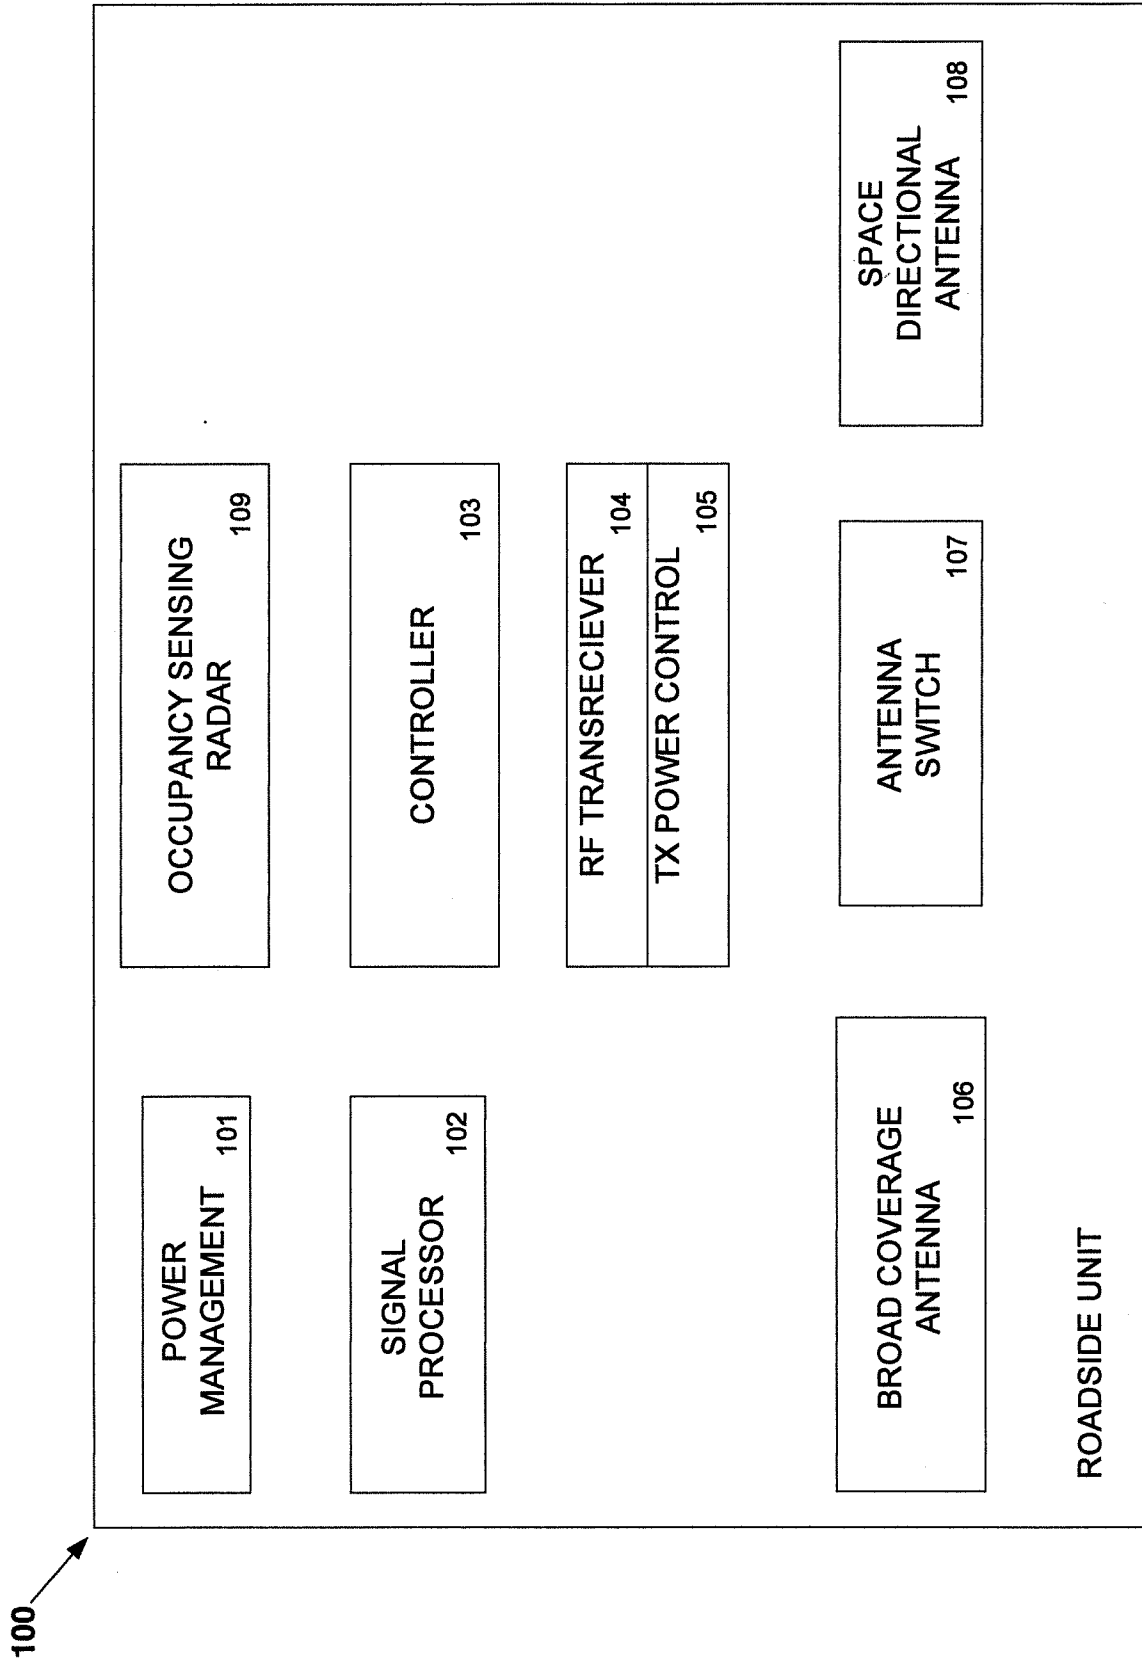 100
POWER
MANAGEMENT
101
OCCUPANCY SENSING
RADAR
109
SIGNAL
PROCESSOR
102
CONTROLLER
103
RF TRANSRECIEVER
104
TX POWER CONTROL
105
BROAD COVERAGE
ANTENNA
106
ANTENNA
SWITCH
107
SPACE
DIRECTIONAL
ANTENNA
108
ROADSIDE UNIT